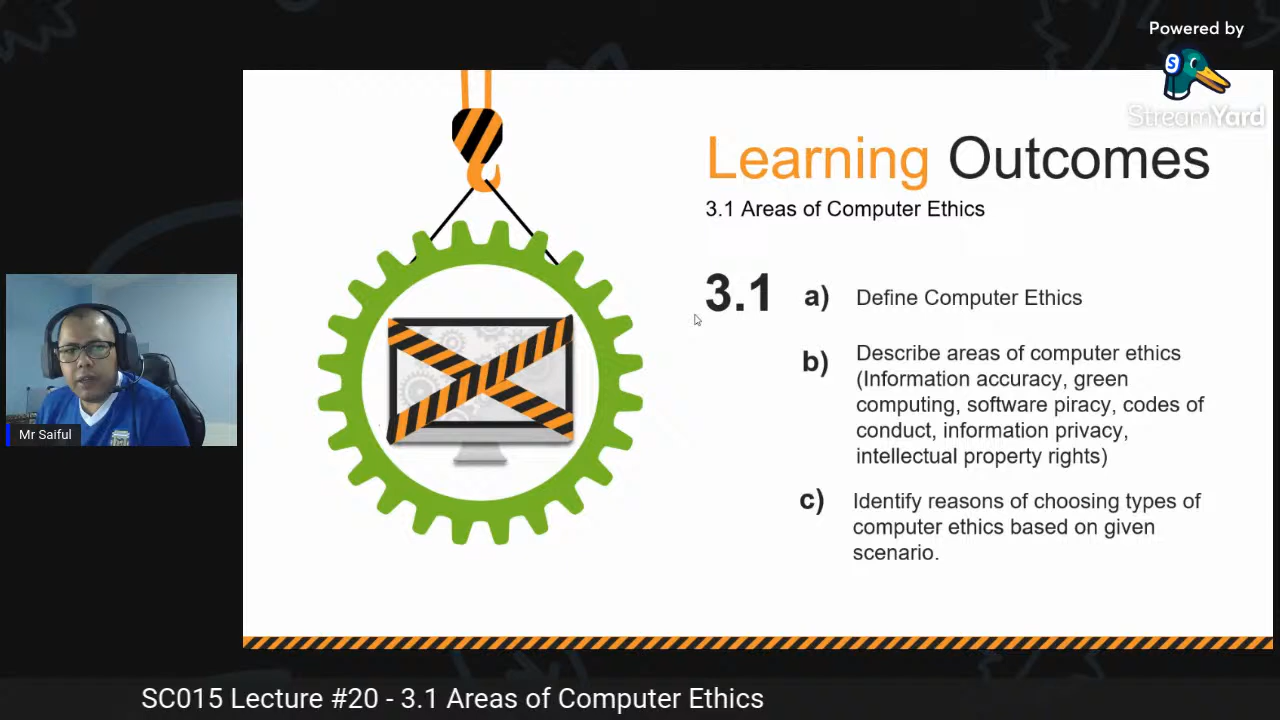 Powered by
StreamYard
Learning Outcomes
3.1 Areas of Computer Ethics
3.1 a) Define Computer Ethics
b) Describe areas of computer ethics
(Information accuracy, green
computing, software piracy, codes of
conduct, information privacy,
intellectual property rights)
c) Identify reasons of choosing types of
computer ethics based on given
scenario.
Mr Saiful
SC015 Lecture #20 - 3.1 Areas of Computer Ethics